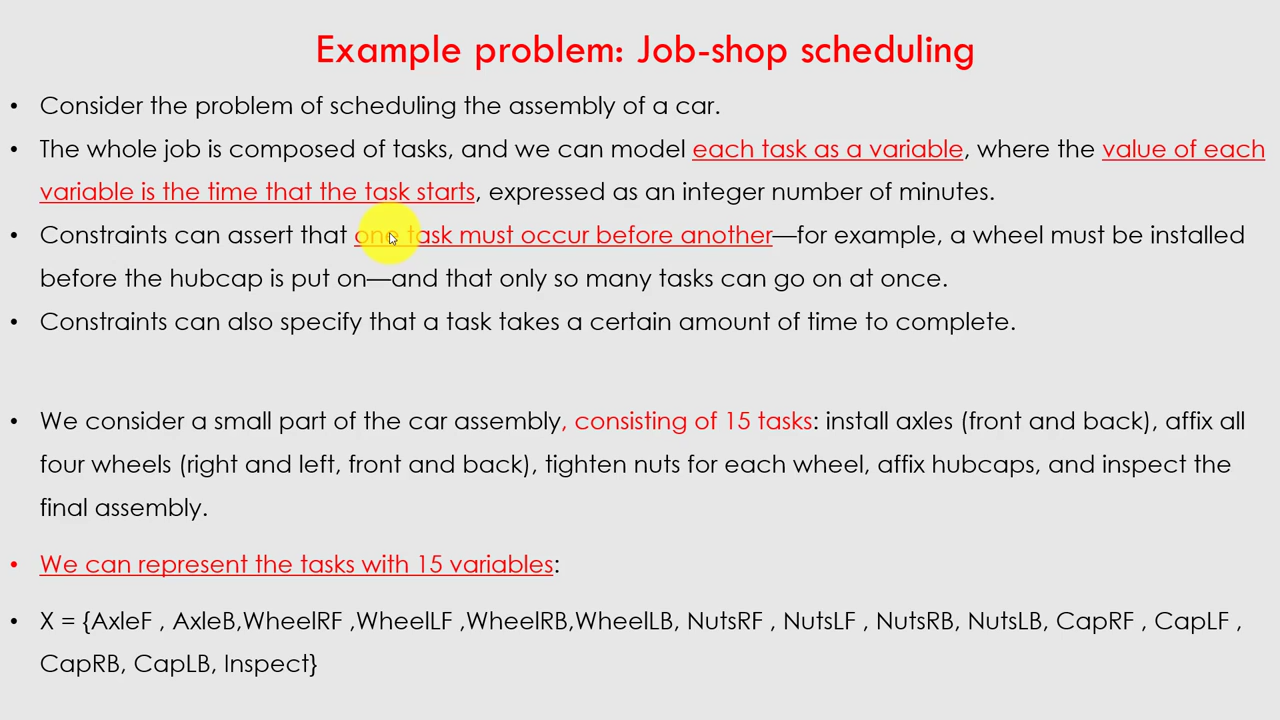 Example problem: Job-shop scheduling
• Consider the problem of scheduling the assembly of a car.
• The whole job is composed of tasks, and we can model each task as a variable, where the value of each
variable is the time that the task starts, expressed as an integer number of minutes.
• Constraints can assert that one task must occur before another—for example, a wheel must be installed
before the hubcap is put on—and that only so many tasks can go on at once.
• Constraints can also specify that a task takes a certain amount of time to complete.
• We consider a small part of the car assembly, consisting of 15 tasks: install axles (front and back), affix all
four wheels (right and left, front and back), tighten nuts for each wheel, affix hubcaps, and inspect the
final assembly.
• We can represent the tasks with 15 variables:
• X = {AxleF , AxleB,WheelRF ,WheelLF ,WheelRB,WheelLB, NutsRF , NutsLF , NutsRB, NutsLB, CapRF , CapLF ,
CapRB, CapLB, Inspect}